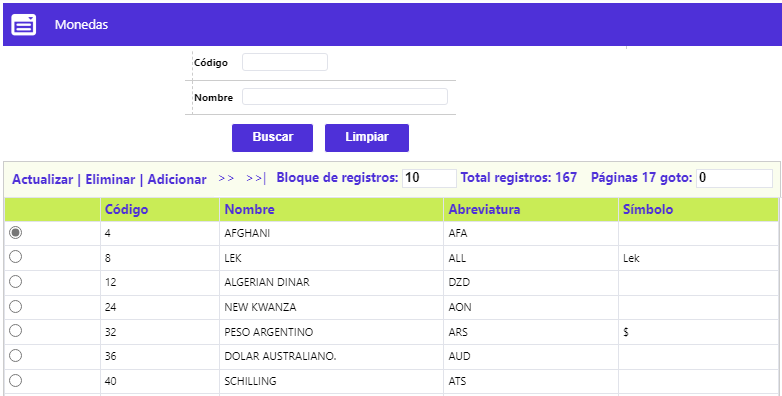 Monedas
Código
Nombre
Buscar Limpiar
Actualizar | Eliminar | Adicionar >> >>| Bloque de registros: 10 Total registros: 167 Páginas 17 goto: 0
Código Nombre Abreviatura Símbolo
4 AFGHANI AFA
8 LEK ALL Lek
12 ALGERIAN DINAR DZD
24 NEW KWANZA AON
32 PESO ARGENTINO ARS $
36 DOLAR AUSTRALIANO. AUD
40 SCHILLING ATS